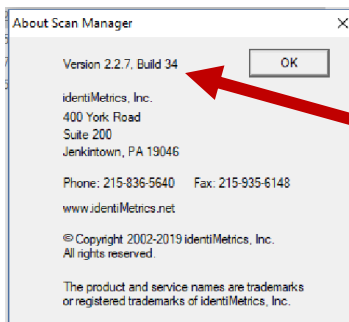 About Scan Manager
Version 2.2.7, Build 34
OK
identiMetrics, Inc.
400 York Road
Suite 200
Jenkintown, PA 19046
Phone: 215-836-5640 Fax: 215-935-6148
www.identiMetrics.net
© Copyright 2002-2019 identiMetrics, Inc.
All rights reserved.
The product and service names are trademarks
or registered trademarks of identiMetrics, Inc.